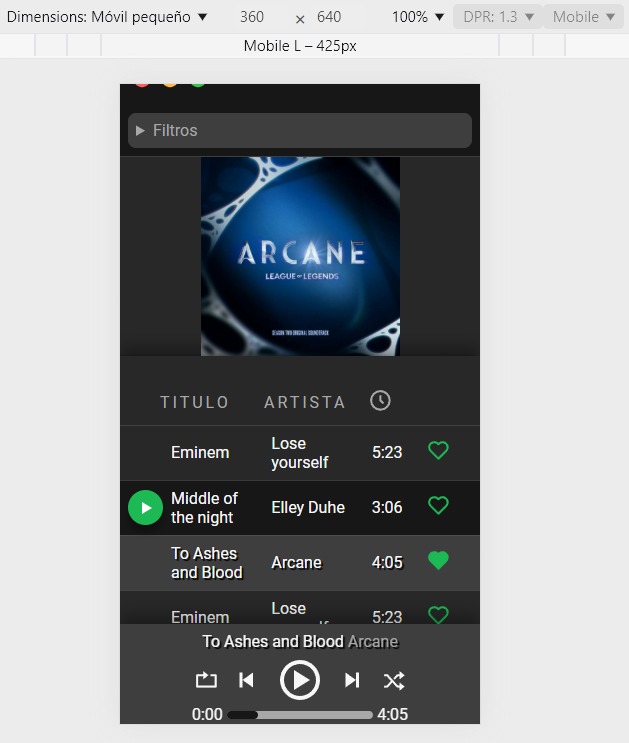 Dimensions: Móvil pequeño ▼ 360 × 640 100% ▼ DPR: 1.3 ▼ Mobile ▼
Mobile L – 425px
Filtros
ARCANE
LEAGUE OF LEGENDS
SEASON TWO ORIGINAL SOUNDTRACK
TITULO ARTISTA
Eminem Lose yourself 5:23
Middle of the night Elley Duhe 3:06
To Ashes and Blood Arcane 4:05
Eminem Lose yourself 5:23
To Ashes and Blood Arcane
0:00 4:05